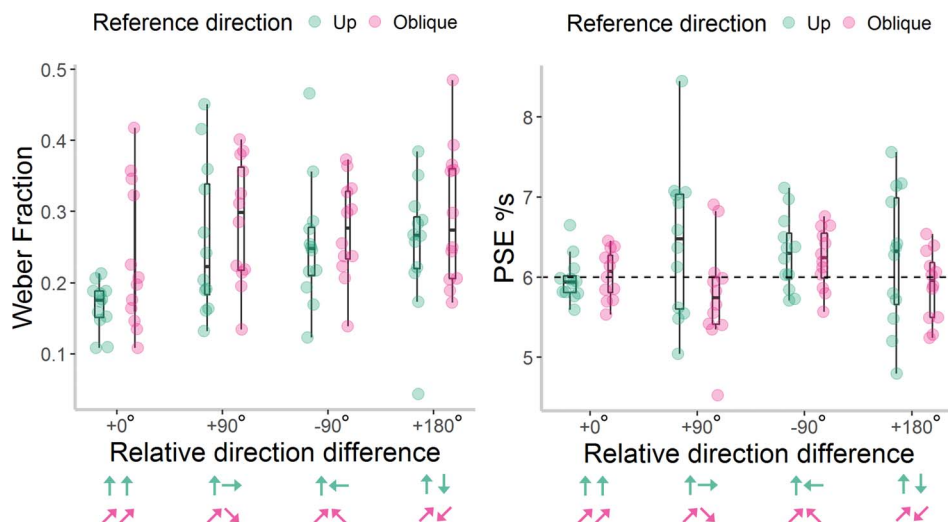 Reference direction Up Oblique
Weber Fraction
0.5
0.4
0.3
0.2
0.1
+0° +90° -90° +180°
Relative direction difference
Reference direction Up Oblique
PSE %s
8
7
6
5
+0° +90° -90° +180°
Relative direction difference